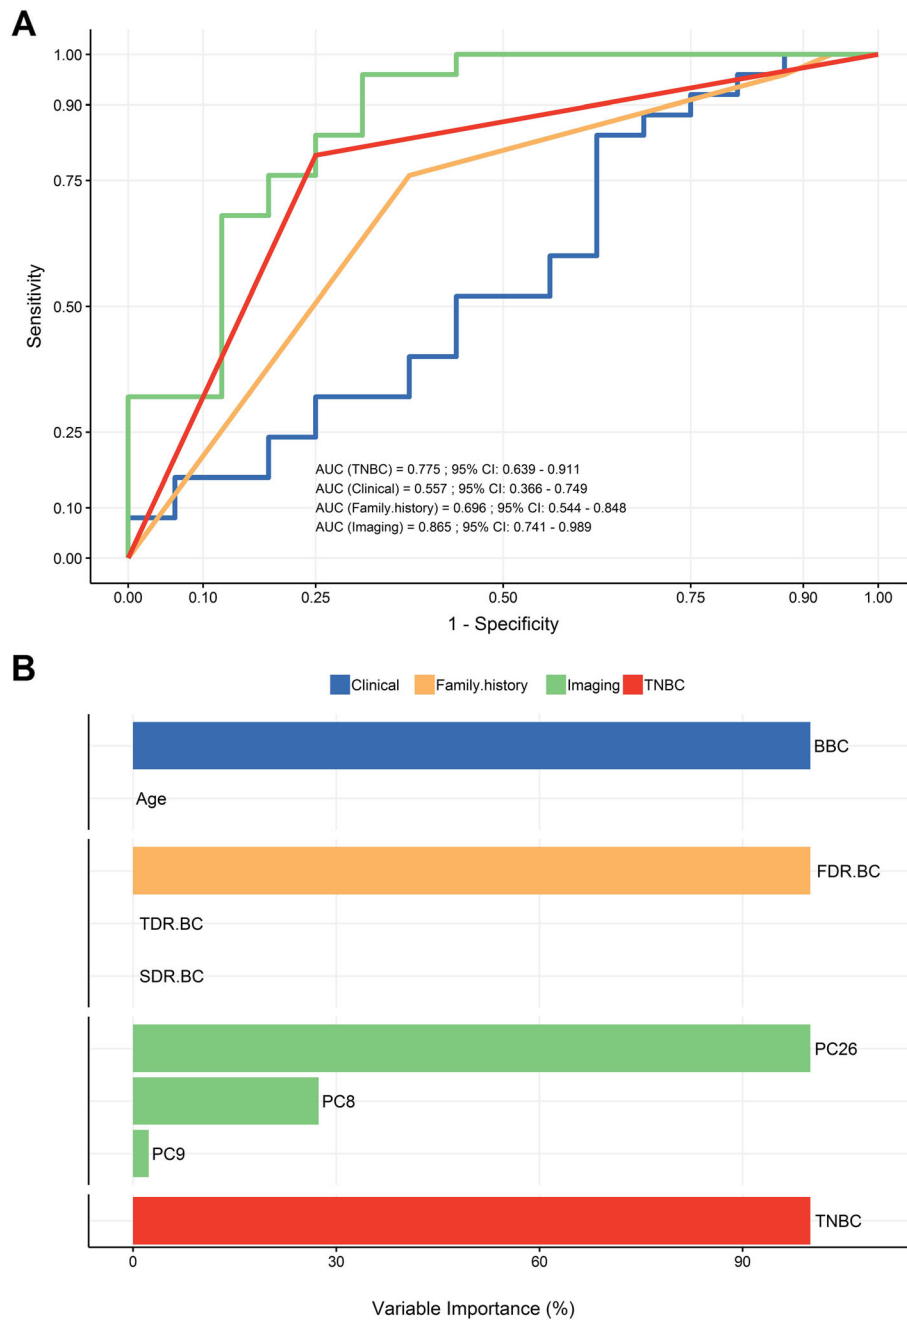 A
1.00
0.90
0.75
0.50
0.25
0.10
0.00
Sensitivity
AUC (TNBC) = 0.775 ; 95% CI: 0.639 - 0.911
AUC (Clinical) = 0.557 ; 95% CI: 0.366 - 0.749
AUC (Family.history) = 0.696 ; 95% CI: 0.544 - 0.848
AUC (Imaging) = 0.865 ; 95% CI: 0.741 - 0.989
0.00 0.10 0.25 0.50 0.75 0.90 1.00
1 - Specificity
B
Clinical Family.history Imaging TNBC
BBC
Age
FDR.BC
TDR.BC
SDR.BC
PC26
PC8
PC9
TNBC
0 30 60 90
Variable Importance (%)